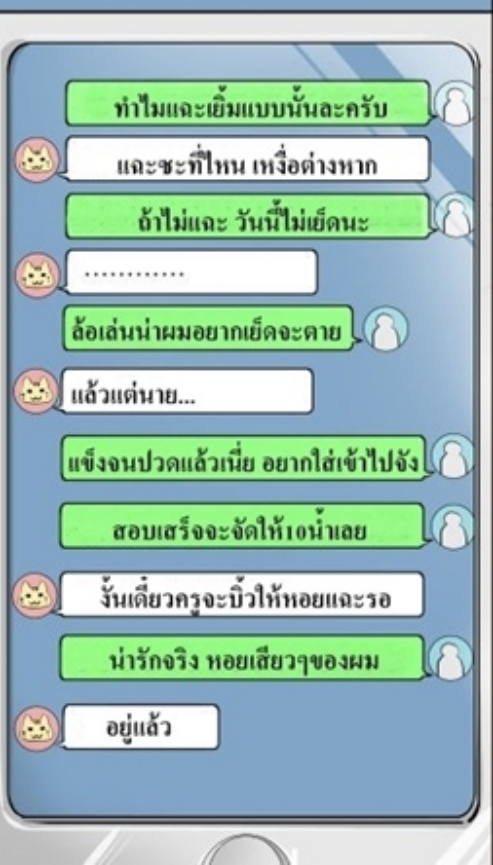 ทำไมแฉะเยิ้มแบบนั้นละครับ
แฉะซะที่ไหน เหงื่อต่างหาก
ถ้าไม่แฉะ วันนี้ไม่เย็ดนะ
............
ล้อเล่นน่าผมอยากเย็ดจะตาย
แล้วแต่นาย...
แข็งจนปวดแล้วเนี่ย อยากใส่เข้าไปจัง
สอบเสร็จจะจัดให้10น้ำเลย
งั้นเดี๋ยวครูจะบิ้วให้หอยแฉะรอ
น่ารักจริง หอยเสียวๆของผม
อยู่แล้ว